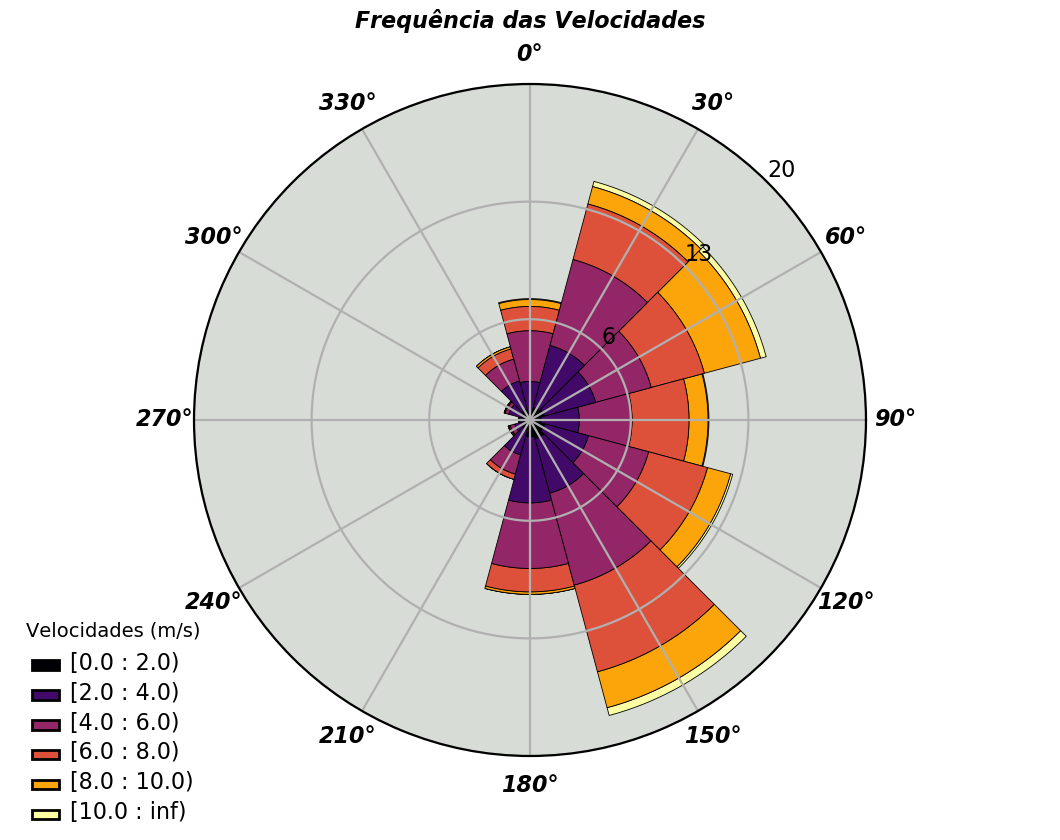 Frequência das Velocidades
0°
330°
30°
20
300°
60°
13
6
270°
90°
240°
120°
210°
150°
180°
Velocidades (m/s)
[0.0 : 2.0)
[2.0 : 4.0)
[4.0 : 6.0)
[6.0 : 8.0)
[8.0 : 10.0)
[10.0 : inf)